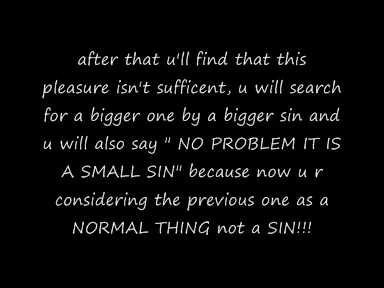 after that u'll find that this
pleasure isn't sufficent, u will search
for a bigger one by a bigger sin and
u will also say " NO PROBLEM IT IS
A SMALL SIN" because now u r
considering the previous one as a
NORMAL THING not a SIN!!!